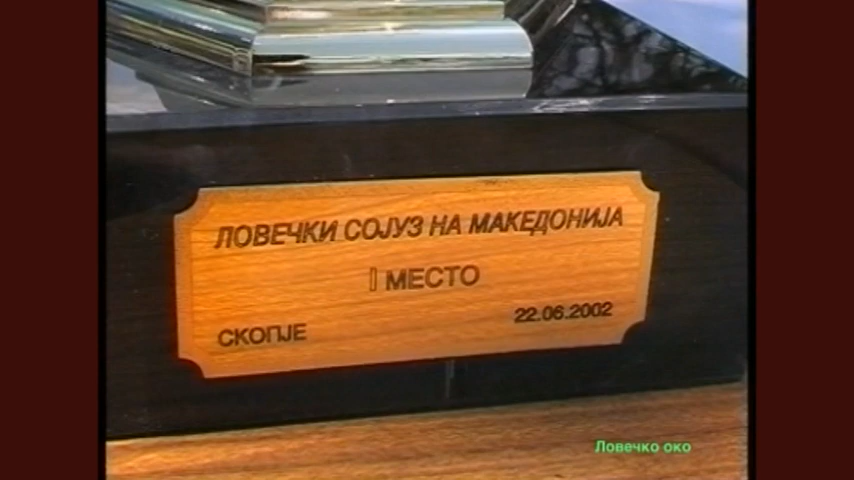 ЛОВЕЧКИ СОЈУЗ НА МАКЕДОНИЈА
I МЕСТО
СКОПЈЕ 22.06.2002
Ловечко око